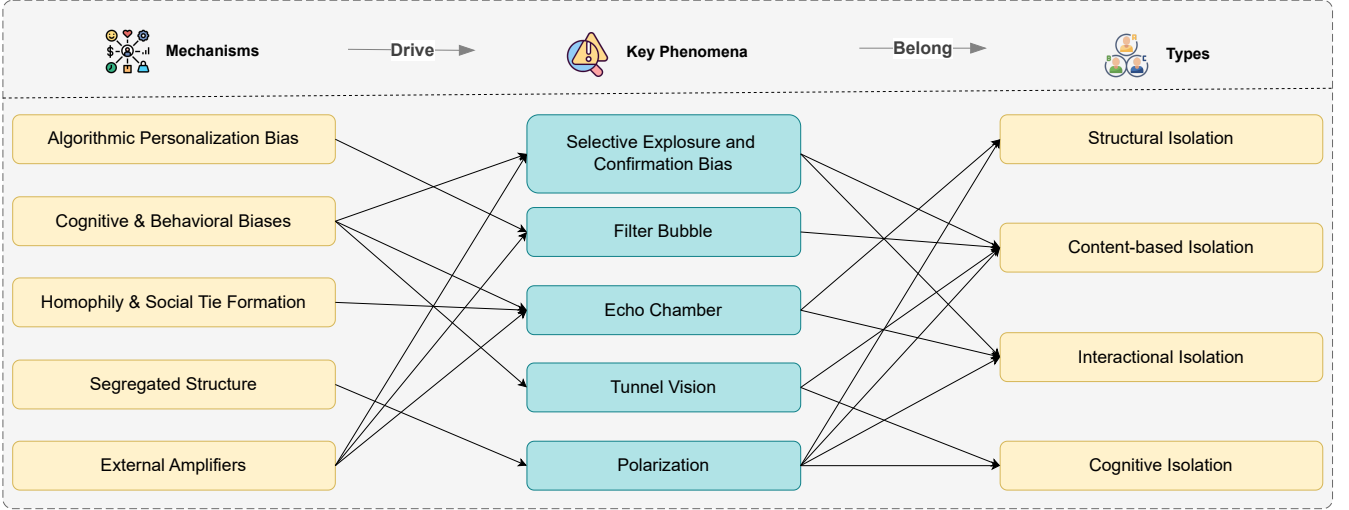 Mechanisms
Drive
Key Phenomena
Belong
Types
Algorithmic Personalization Bias
Cognitive & Behavioral Biases
Homophily & Social Tie Formation
Segregated Structure
External Amplifiers
Selective Explosure and
Confirmation Bias
Filter Bubble
Echo Chamber
Tunnel Vision
Polarization
Structural Isolation
Content-based Isolation
Interactional Isolation
Cognitive Isolation